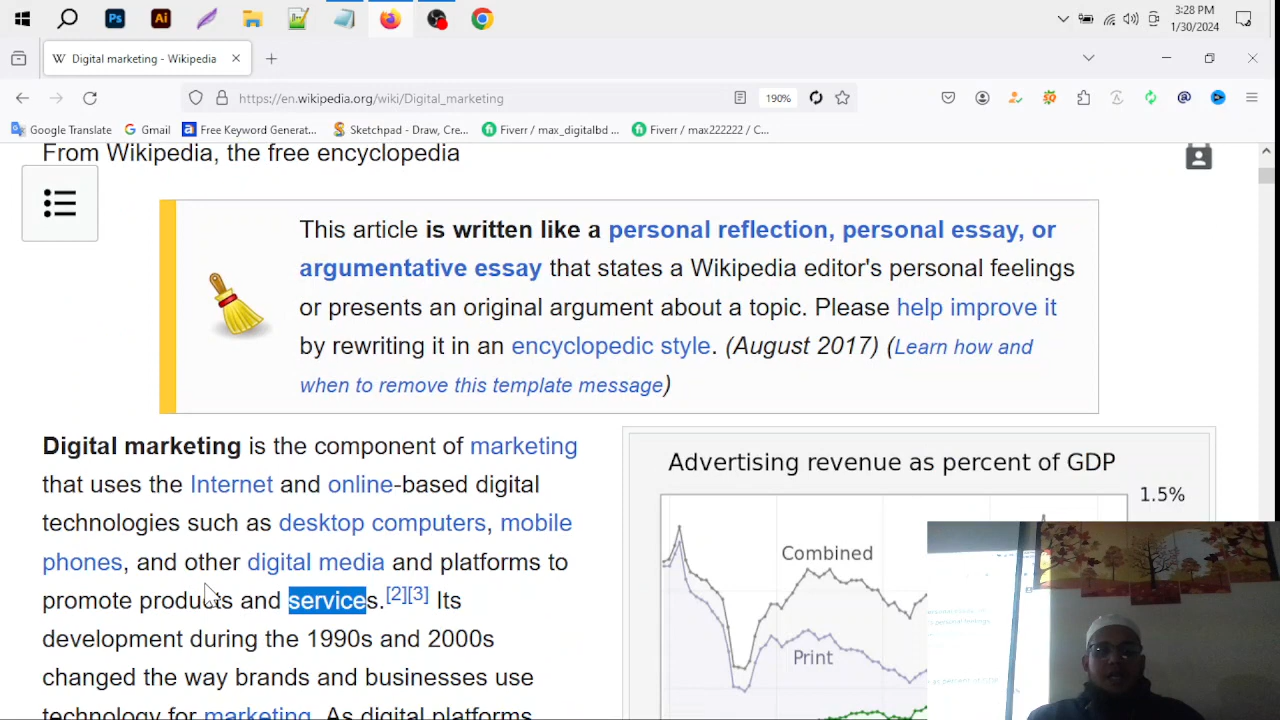 3:28 PM
1/30/2024
Digital marketing - Wikipedia
https://en.wikipedia.org/wiki/Digital_marketing
190%
Google Translate
Gmail
Free Keyword Generat...
Sketchpad - Draw, Cre...
Fiverr / max_digitalbd ...
Fiverr / max222222 / C...
From Wikipedia, the free encyclopedia
This article is written like a personal reflection, personal essay, or
argumentative essay that states a Wikipedia editor's personal feelings
or presents an original argument about a topic. Please help improve it
by rewriting it in an encyclopedic style. (August 2017) (Learn how and
when to remove this template message)
Digital marketing is the component of marketing
that uses the Internet and online-based digital
technologies such as desktop computers, mobile
phones, and other digital media and platforms to
promote products and services.[2][3] Its
development during the 1990s and 2000s
changed the way brands and businesses use
technology for marketing. As digital platforms
Advertising revenue as percent of GDP
1.5%
Combined
Print